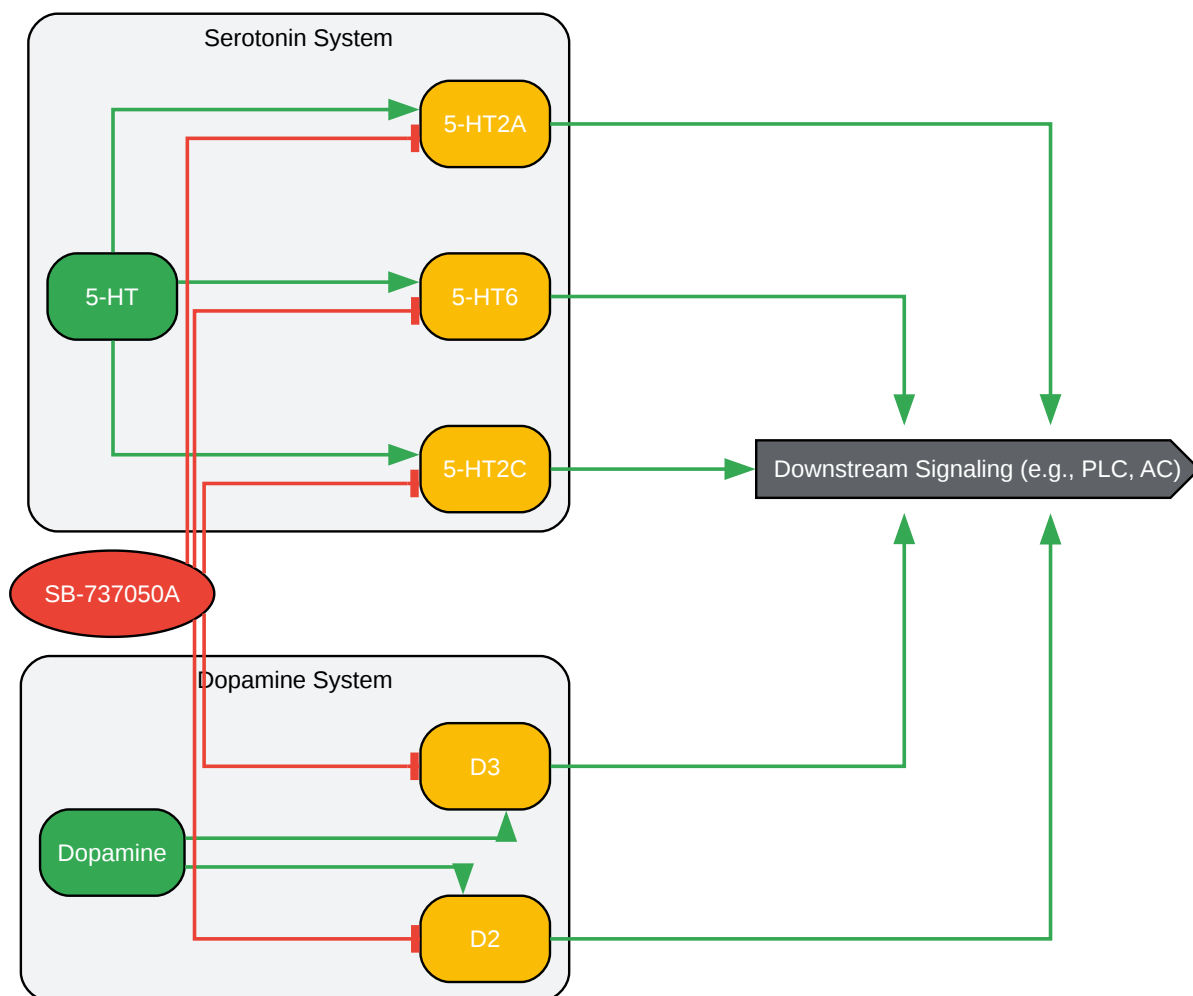 Serotonin System
5-HT2A
5-HT
5-HT6
5-HT2C
Downstream Signaling (e.g., PLC, AC)
SB-737050A
Dopamine System
D3
Dopamine
D2